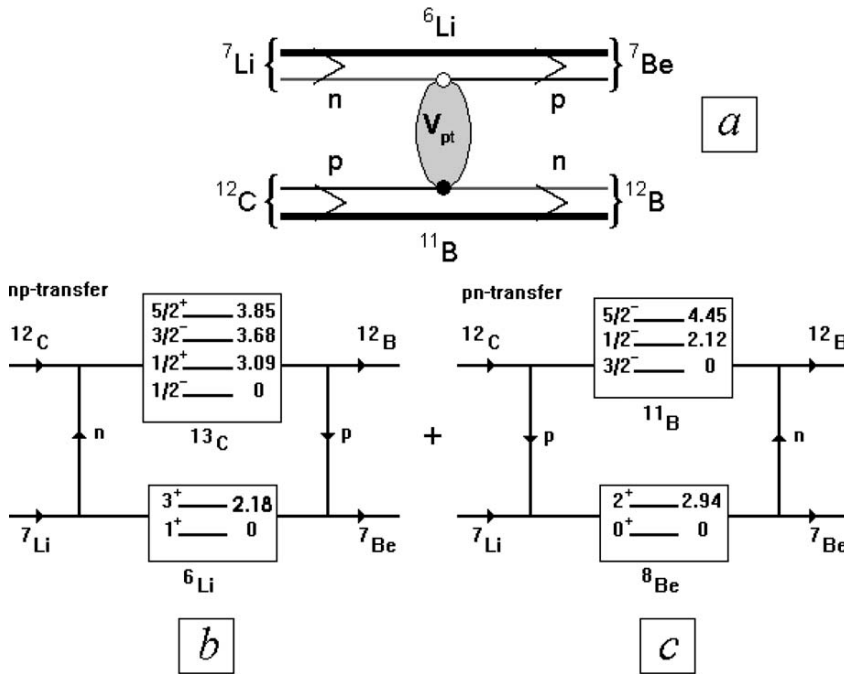 ⁶Li
⁷Li { } ⁷Be
n p
V_pt
a
p n
¹²C { } ¹²B
¹¹B
np-transfer
5/2⁺ 3.85
3/2⁻ 3.68
1/2⁺ 3.09
1/2⁻ 0
¹²C ¹²B
¹³C
n p
3⁺ 2.18
1⁺ 0
⁷Li ⁷Be
⁶Li
b
+
pn-transfer
5/2⁻ 4.45
1/2⁻ 2.12
3/2⁻ 0
¹²C ¹²B
¹¹B
p n
2⁺ 2.94
0⁺ 0
⁷Li ⁷Be
⁸Be
c